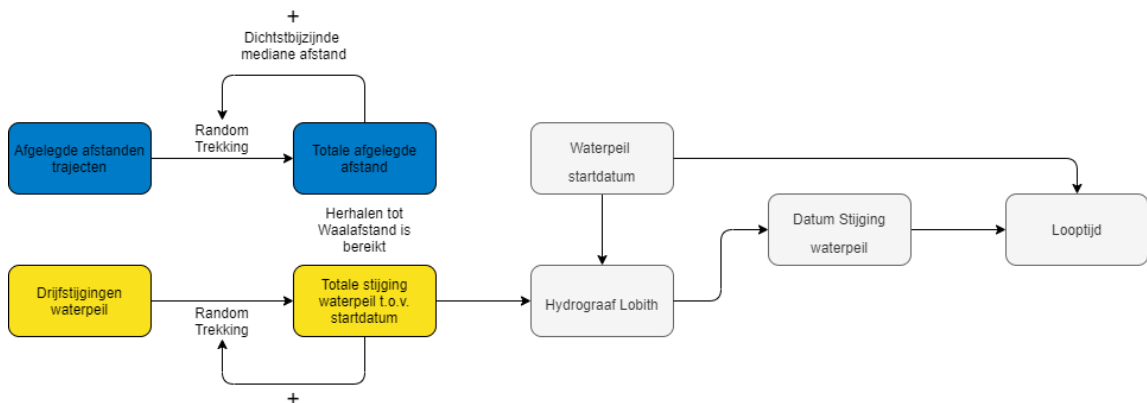 +
Dichtstbijzijnde
mediane afstand
Afgelegde afstanden
trajecten
Random
Trekking
Totale afgelegde
afstand
Waterpeil
startdatum
Herhalen tot
Waalafstand is
bereikt
Datum Stijging
waterpeil
Looptijd
Drijfstijgingen
waterpeil
Random
Trekking
Totale stijging
waterpeil t.o.v.
startdatum
Hydrograaf Lobith
+